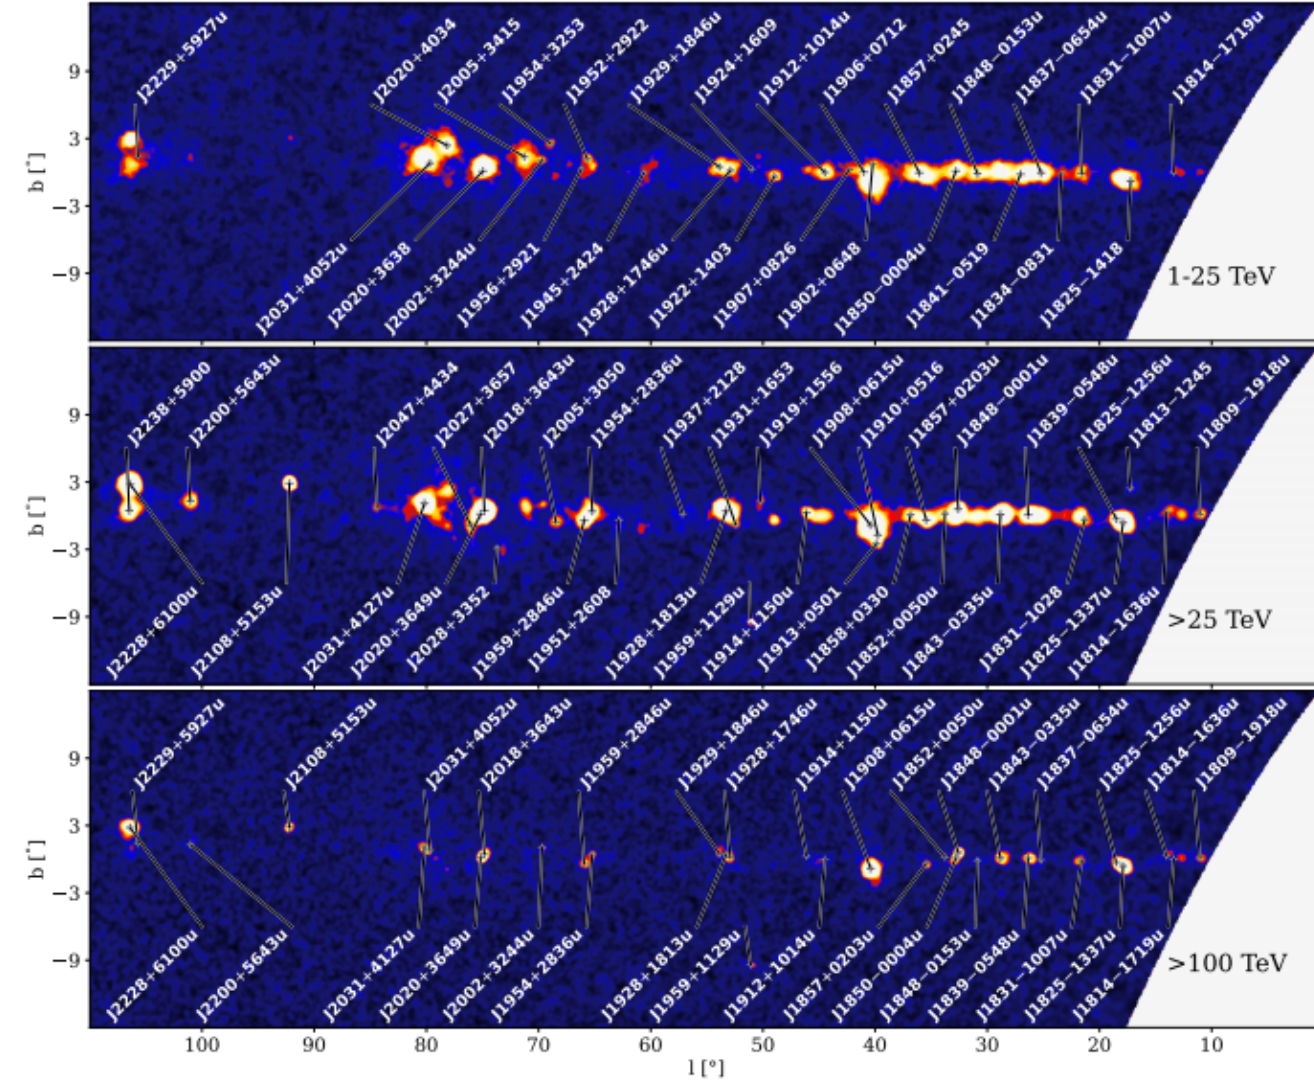 J2229+5927u J2020+4034 J2005+3415 J1954+3253 J1952+2922 J1929+1846u J1924+1609 J1912+1014u J1906+0712 J1857+0245 J1848−0153u J1837−0654u J1831−1007u J1814−1719u
9
3
b [°]
−3
−9
J2031+4052u J2020+3638 J2002+3244u J1956+2921 J1945+2424 J1928+1746u J1922+1403 J1907+0826 J1902+0648 J1850−0004u J1841−0519 J1834−0831 J1825−1418
1-25 TeV
J2238+5900 J2200+5643u J2047+4434 J2027+3657 J2018+3643u J2005+3050 J1954+2836u J1937+2128 J1931+1653 J1919+1556 J1908+0615u J1910+0516 J1857+0203u J1848−0001u J1839−0548u J1825−1256u J1813−1245 J1809−1918u
9
3
b [°]
−3
−9
J2228+6100u J2108+5153u J2031+4127u J2020+3649u J2028+3352 J1959+2846u J1951+2608 J1928+1813u J1959+1129u J1914+1150u J1913+0501 J1858+0330 J1852+0050u J1843−0335u J1831−1028 J1825−1337u J1814−1636u
>25 TeV
J2229+5927u J2108+5153u J2031+4052u J2018+3643u J1959+2846u J1929+1846u J1928+1746u J1914+1150u J1908+0615u J1852+0050u J1848−0001u J1843−0335u J1837−0654u J1825−1256u J1814−1636u J1809−1918u
9
3
b [°]
−3
−9
J2228+6100u J2200+5643u J2031+4127u J2020+3649u J2002+3244u J1954+2836u J1928+1813u J1959+1129u J1912+1014u J1857+0203u J1850−0004u J1848−0153u J1839−0548u J1831−1007u J1825−1337u J1814−1719u
>100 TeV
100 90 80 70 60 50 40 30 20 10
l [°]